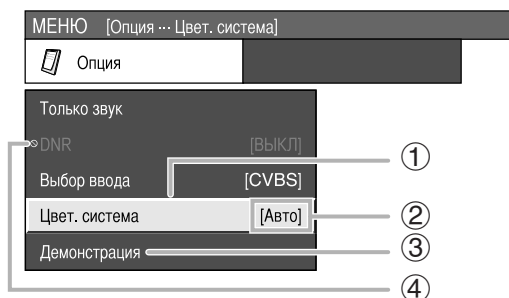 МЕНЮ [Опция ··· Цвет. система]
Опция
Только звук
DNR [ВЫКЛ]
①
Выбор ввода [CVBS]
Цвет. система [Авто] ②
Демонстрация ③
④